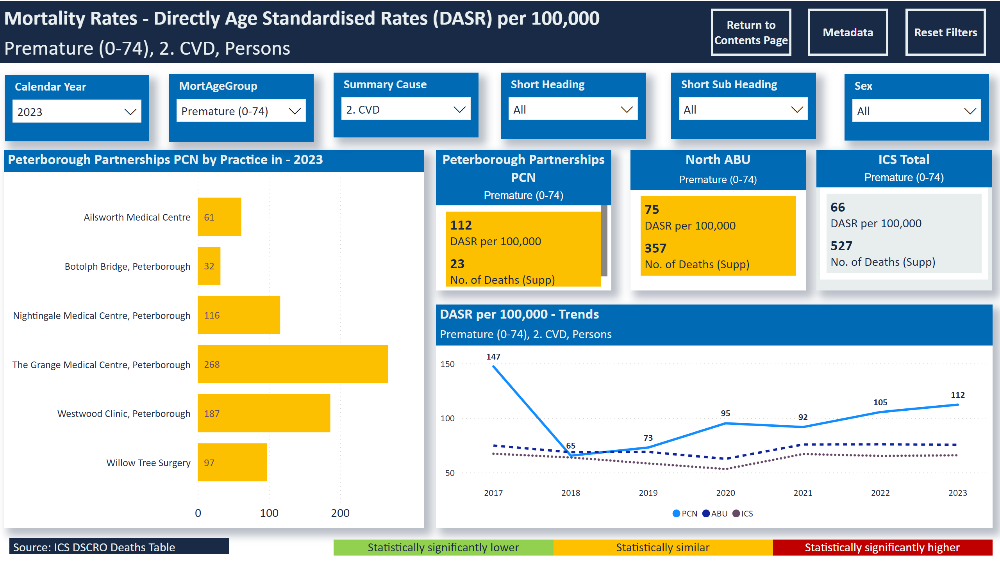 Mortality Rates - Directly Age Standardised Rates (DASR) per 100,000
Premature (0-74), 2. CVD, Persons
Return to
Contents Page
Metadata
Reset Filters
Calendar Year
2023
MortAgeGroup
Premature (0-74)
Summary Cause
2. CVD
Short Heading
All
Short Sub Heading
All
Sex
All
Peterborough Partnerships PCN by Practice in - 2023
Ailsworth Medical Centre
61
Botolph Bridge, Peterborough
32
Nightingale Medical Centre, Peterborough
116
The Grange Medical Centre, Peterborough
268
Westwood Clinic, Peterborough
187
Willow Tree Surgery
97
0 100 200
Peterborough Partnerships
PCN
Premature (0-74)
112
DASR per 100,000
23
No. of Deaths (Supp)
North ABU
Premature (0-74)
75
DASR per 100,000
357
No. of Deaths (Supp)
ICS Total
Premature (0-74)
66
DASR per 100,000
527
No. of Deaths (Supp)
DASR per 100,000 - Trends
Premature (0-74), 2. CVD, Persons
150
100
50
147
65
73
95
92
105
112
2017 2018 2019 2020 2021 2022 2023
PCN ABU ICS
Source: ICS DSCRO Deaths Table
Statistically significantly lower
Statistically similar
Statistically significantly higher